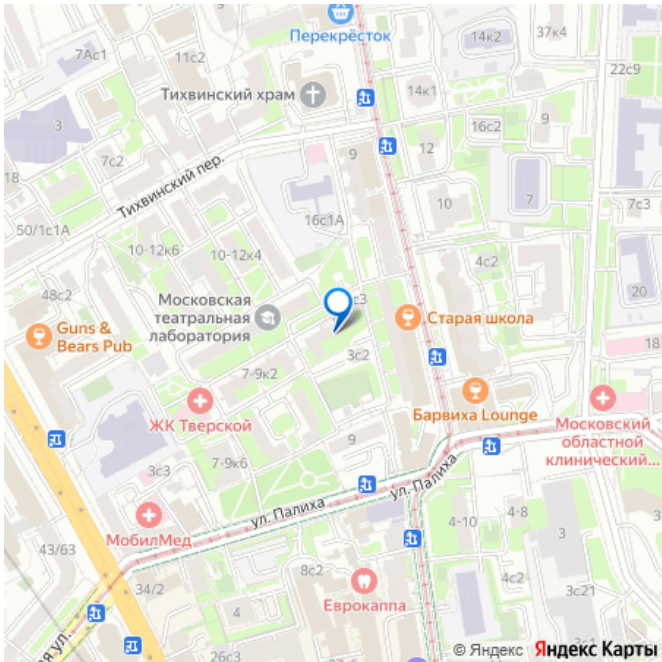 Перекрёсток
14к2
37к4
7Ас1
11с2
22с9
Тихвинский храм
14к1
3
16с2
9
9
12
7с2
18
Тихвинский пер.
7
10
7с3
16с1А
50/1с1А
10-12к6
10-12к4
4с2
48с2
20
с3
Московская
театральная
лаборатория
Старая школа
Guns &
Bears Pub
18
3с2
7-9к2
Барвиха Lounge
ЖК Тверской
Московский
областной
клинический...
9
7-9к6
3с3
ул. Палиха
ул. Палиха
МобилМед
4-10
4-8
3
43/63
8с2
34/2
4с2
3с21
Еврокаппа
4
3с1
ая ул.
26с3
© Яндекс Яндекс Карты